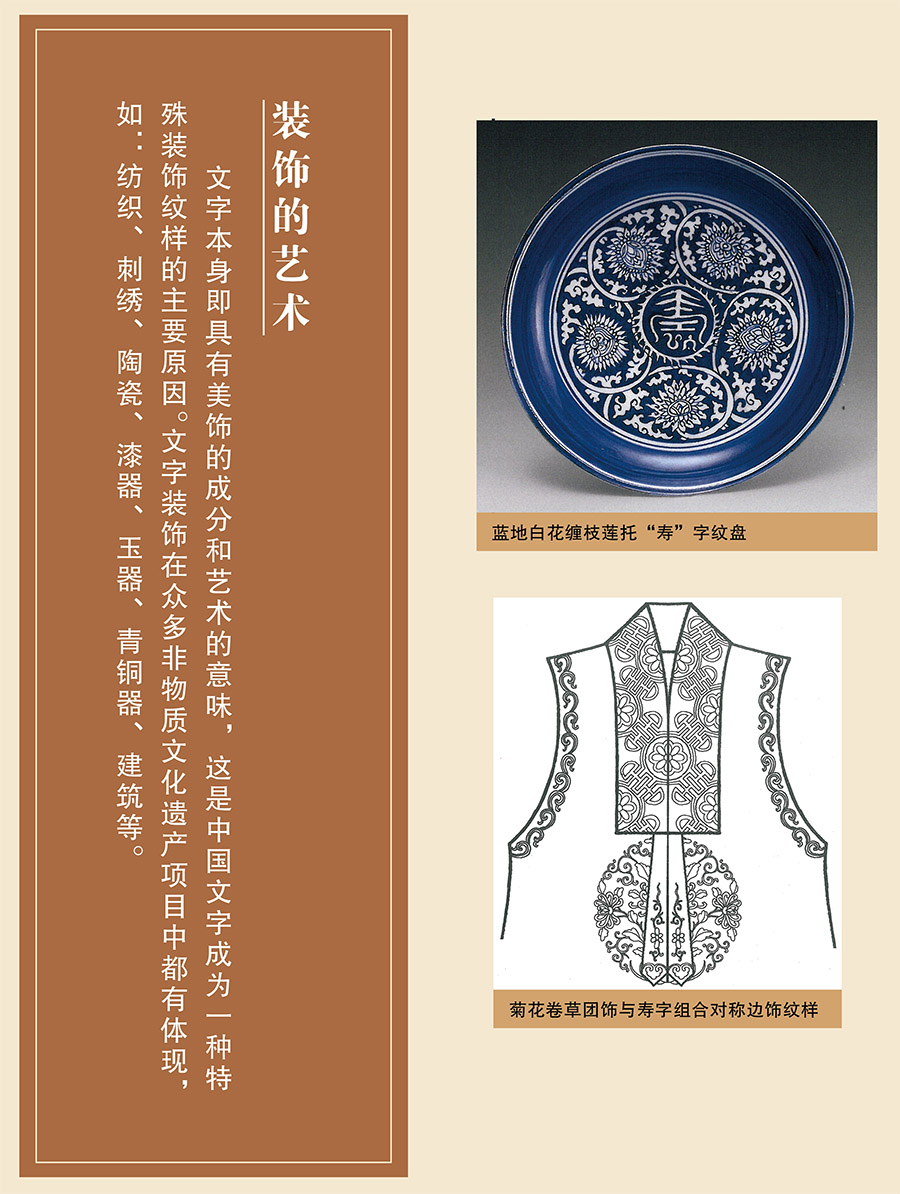 装饰的艺术
文字本身即具有美饰的成分和艺术的意味，这是中国文字成为一种特
殊装饰纹样的主要原因。文字装饰在众多非物质文化遗产项目中都有体现，
如：纺织、刺绣、陶瓷、漆器、玉器、青铜器、建筑等。
蓝地白花缠枝莲托“寿”字纹盘
菊花卷草团饰与寿字组合对称边饰纹样